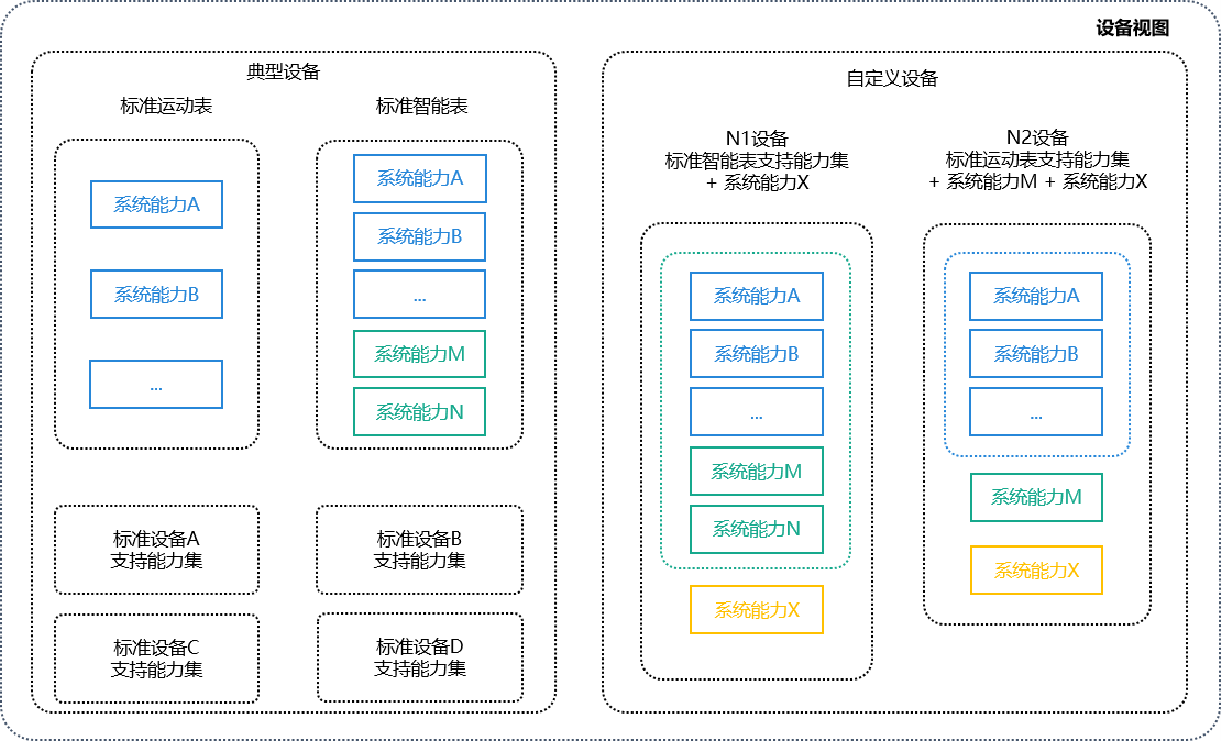 设备视图
典型设备
标准运动表
系统能力A
系统能力B
...
标准智能表
系统能力A
系统能力B
...
系统能力M
系统能力N
标准设备A
支持能力集
标准设备B
支持能力集
标准设备C
支持能力集
标准设备D
支持能力集
自定义设备
N1设备
标准智能表支持能力集
+ 系统能力X
系统能力A
系统能力B
...
系统能力M
系统能力N
系统能力X
N2设备
标准运动表支持能力集
+ 系统能力M + 系统能力X
系统能力A
系统能力B
...
系统能力M
系统能力X